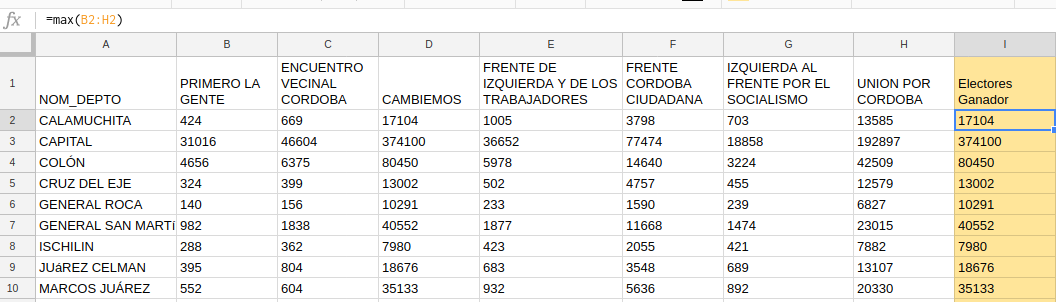 fx =max(B2:H2)
A B C D E F G H I
1 NOM_DEPTO PRIMERO LA GENTE ENCUENTRO VECINAL CORDOBA CAMBIEMOS FRENTE DE IZQUIERDA Y DE LOS TRABAJADORES FRENTE CORDOBA CIUDADANA IZQUIERDA AL FRENTE POR EL SOCIALISMO UNION POR CORDOBA Electores Ganador
2 CALAMUCHITA 424 669 17104 1005 3798 703 13585 17104
3 CAPITAL 31016 46604 374100 36652 77474 18858 192897 374100
4 COLÓN 4656 6375 80450 5978 14640 3224 42509 80450
5 CRUZ DEL EJE 324 399 13002 502 4757 455 12579 13002
6 GENERAL ROCA 140 156 10291 233 1590 239 6827 10291
7 GENERAL SAN MARTí 982 1838 40552 1877 11668 1474 23015 40552
8 ISCHILIN 288 362 7980 423 2055 421 7882 7980
9 JUáREZ CELMAN 395 804 18676 683 3548 689 13107 18676
10 MARCOS JUÁREZ 552 604 35133 932 5636 892 20330 35133